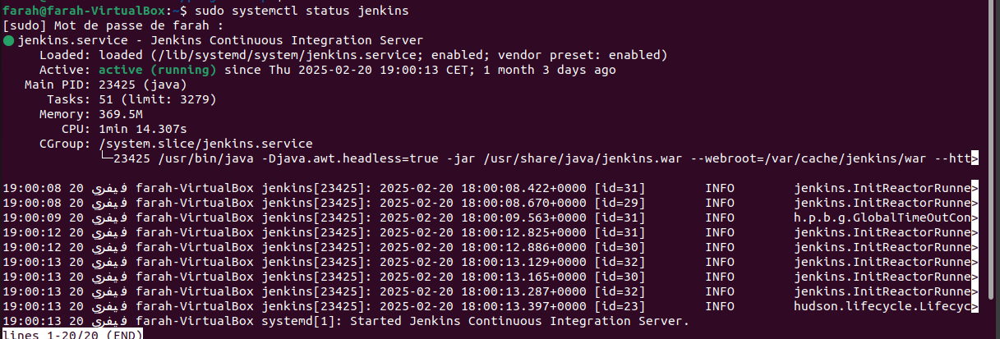 farah@farah-VirtualBox:~$ sudo systemctl status jenkins
[sudo] Mot de passe de farah :
● jenkins.service - Jenkins Continuous Integration Server
     Loaded: loaded (/lib/systemd/system/jenkins.service; enabled; vendor preset: enabled)
     Active: active (running) since Thu 2025-02-20 19:00:13 CET; 1 month 3 days ago
   Main PID: 23425 (java)
      Tasks: 51 (limit: 3279)
     Memory: 369.5M
        CPU: 1min 14.307s
     CGroup: /system.slice/jenkins.service
             └─23425 /usr/bin/java -Djava.awt.headless=true -jar /usr/share/java/jenkins.war --webroot=/var/cache/jenkins/war --htt>
19:00:08 20 فيفري farah-VirtualBox jenkins[23425]: 2025-02-20 18:00:08.422+0000 [id=31]        INFO        jenkins.InitReactorRunne>
19:00:08 20 فيفري farah-VirtualBox jenkins[23425]: 2025-02-20 18:00:08.670+0000 [id=29]        INFO        jenkins.InitReactorRunne>
19:00:09 20 فيفري farah-VirtualBox jenkins[23425]: 2025-02-20 18:00:09.563+0000 [id=31]        INFO        h.p.b.g.GlobalTimeOutCon>
19:00:12 20 فيفري farah-VirtualBox jenkins[23425]: 2025-02-20 18:00:12.825+0000 [id=31]        INFO        jenkins.InitReactorRunne>
19:00:12 20 فيفري farah-VirtualBox jenkins[23425]: 2025-02-20 18:00:12.886+0000 [id=30]        INFO        jenkins.InitReactorRunne>
19:00:13 20 فيفري farah-VirtualBox jenkins[23425]: 2025-02-20 18:00:13.129+0000 [id=32]        INFO        jenkins.InitReactorRunne>
19:00:13 20 فيفري farah-VirtualBox jenkins[23425]: 2025-02-20 18:00:13.165+0000 [id=30]        INFO        jenkins.InitReactorRunne>
19:00:13 20 فيفري farah-VirtualBox jenkins[23425]: 2025-02-20 18:00:13.287+0000 [id=32]        INFO        jenkins.InitReactorRunne>
19:00:13 20 فيفري farah-VirtualBox jenkins[23425]: 2025-02-20 18:00:13.397+0000 [id=23]        INFO        hudson.lifecycle.Lifecyc>
19:00:13 20 فيفري farah-VirtualBox systemd[1]: Started Jenkins Continuous Integration Server.
lines 1-20/20 (END)